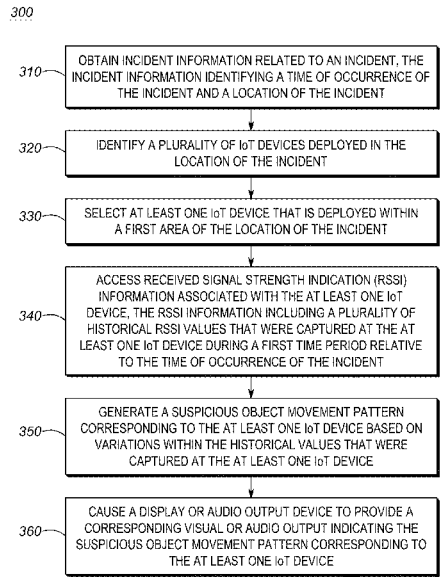 300
310
OBTAIN INCIDENT INFORMATION RELATED TO AN INCIDENT, THE
INCIDENT INFORMATION IDENTIFYING A TIME OF OCCURRENCE OF
THE INCIDENT AND A LOCATION OF THE INCIDENT
320
IDENTIFY A PLURALITY OF IoT DEVICES DEPLOYED IN THE
LOCATION OF THE INCIDENT
330
SELECT AT LEAST ONE IoT DEVICE THAT IS DEPLOYED WITHIN
A FIRST AREA OF THE LOCATION OF THE INCIDENT
340
ACCESS RECEIVED SIGNAL STRENGTH INDICATION (RSSI)
INFORMATION ASSOCIATED WITH THE AT LEAST ONE IoT
DEVICE, THE RSSI INFORMATION INCLUDING A PLURALITY OF
HISTORICAL RSSI VALUES THAT WERE CAPTURED AT THE AT
LEAST ONE IoT DEVICE DURING A FIRST TIME PERIOD RELATIVE
TO THE TIME OF OCCURRENCE OF THE INCIDENT
350
GENERATE A SUSPICIOUS OBJECT MOVEMENT PATTERN
CORRESPONDING TO THE AT LEAST ONE IoT DEVICE BASED ON
VARIATIONS WITHIN THE HISTORICAL VALUES THAT WERE
CAPTURED AT THE AT LEAST ONE IoT DEVICE
360
CAUSE A DISPLAY OR AUDIO OUTPUT DEVICE TO PROVIDE A
CORRESPONDING VISUAL OR AUDIO OUTPUT INDICATING THE
SUSPICIOUS OBJECT MOVEMENT PATTERN CORRESPONDING TO
THE AT LEAST ONE IoT DEVICE